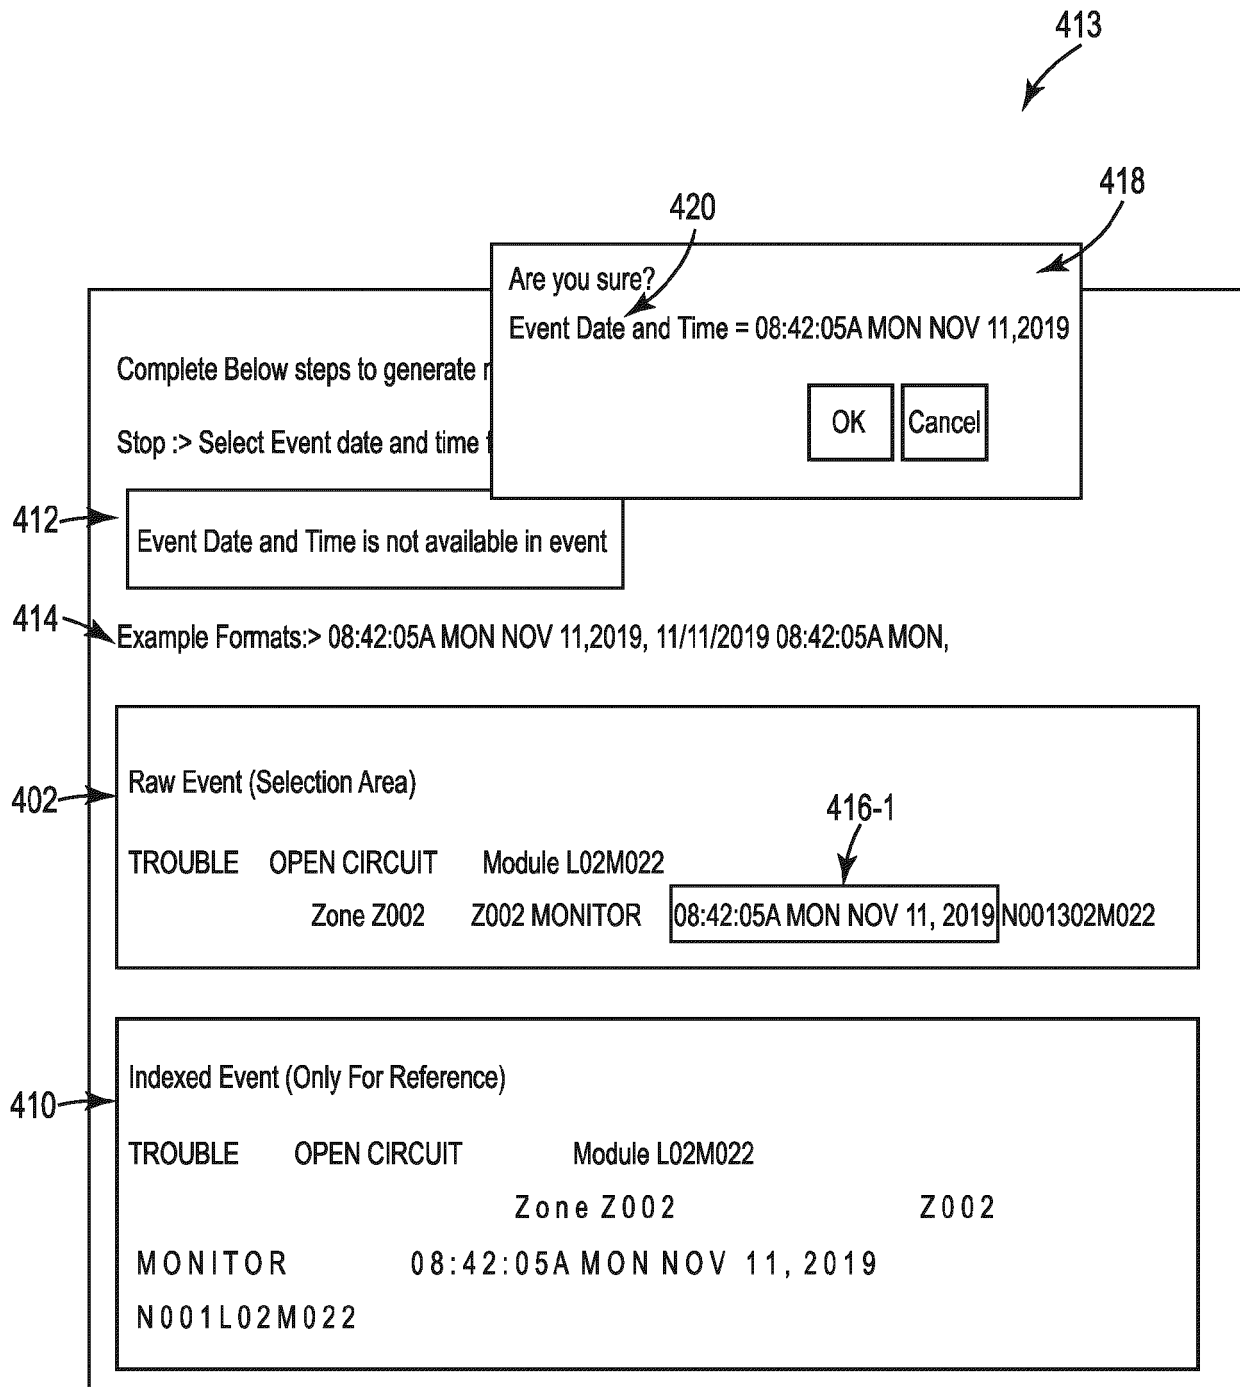 413
418
420
Are you sure?
Event Date and Time = 08:42:05A MON NOV 11,2019
OK Cancel
Complete Below steps to generate r
Stop :> Select Event date and time f
412
Event Date and Time is not available in event
414
Example Formats:> 08:42:05A MON NOV 11,2019, 11/11/2019 08:42:05A MON,
402
Raw Event (Selection Area)
416-1
TROUBLE OPEN CIRCUIT Module L02M022
Zone Z002 Z002 MONITOR 08:42:05A MON NOV 11, 2019 N001302M022
410
Indexed Event (Only For Reference)
TROUBLE OPEN CIRCUIT Module L02M022
Zone Z002 Z002
MONITOR 08:42:05A MON NOV 11, 2019
N001L02M022